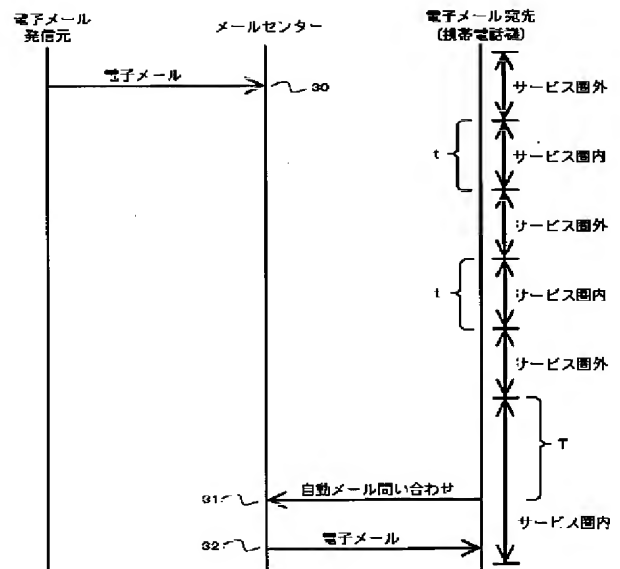 電子メール
発信元
メールセンター
電子メール宛先
(携帯電話機)
電子メール
30
サービス圏外
t
サービス圏内
サービス圏外
t
サービス圏内
サービス圏外
T
自動メール問い合わせ
31
サービス圏内
電子メール
32